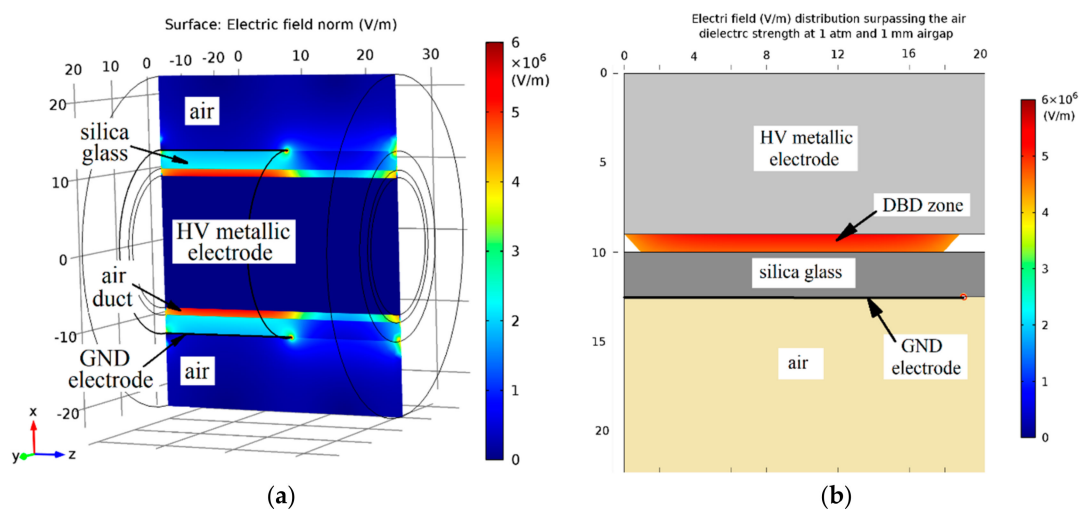 Surface: Electric field norm (V/m)
20
10
0
-10
-20
0
10
20
30
20
10
0
-10
-20
air
silica
glass
HV metallic
electrode
air
duct
GND
electrode
air
x
y
z
6
×10⁶
(V/m)
5
4
3
2
1
0
(a)
Electri field (V/m) distribution surpassing the air
dielectrc strength at 1 atm and 1 mm airgap
0
4
8
12
16
20
0
5
10
15
20
HV metallic
electrode
DBD zone
silica glass
GND
electrode
air
6×10⁶
(V/m)
5
4
3
2
1
0
(b)